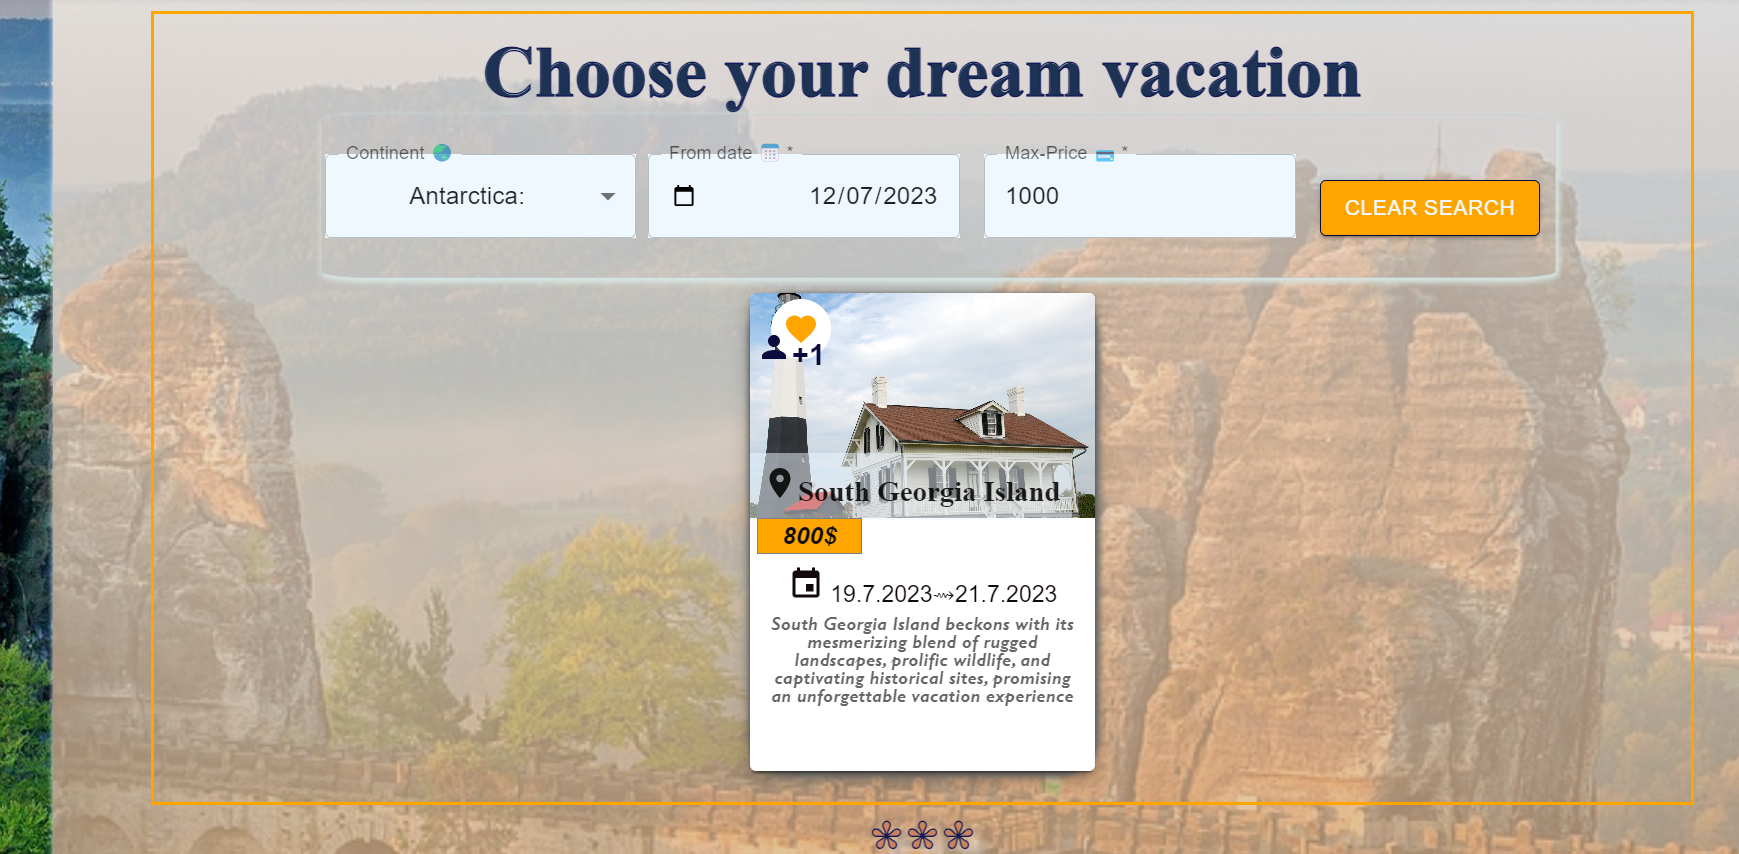 Choose your dream vacation
Continent
From date *
Max-Price *
Antarctica:
12/07/2023
1000
CLEAR SEARCH
+1
South Georgia Island
800$
19.7.2023⇝21.7.2023
South Georgia Island beckons with its
mesmerizing blend of rugged
landscapes, prolific wildlife, and
captivating historical sites, promising
an unforgettable vacation experience